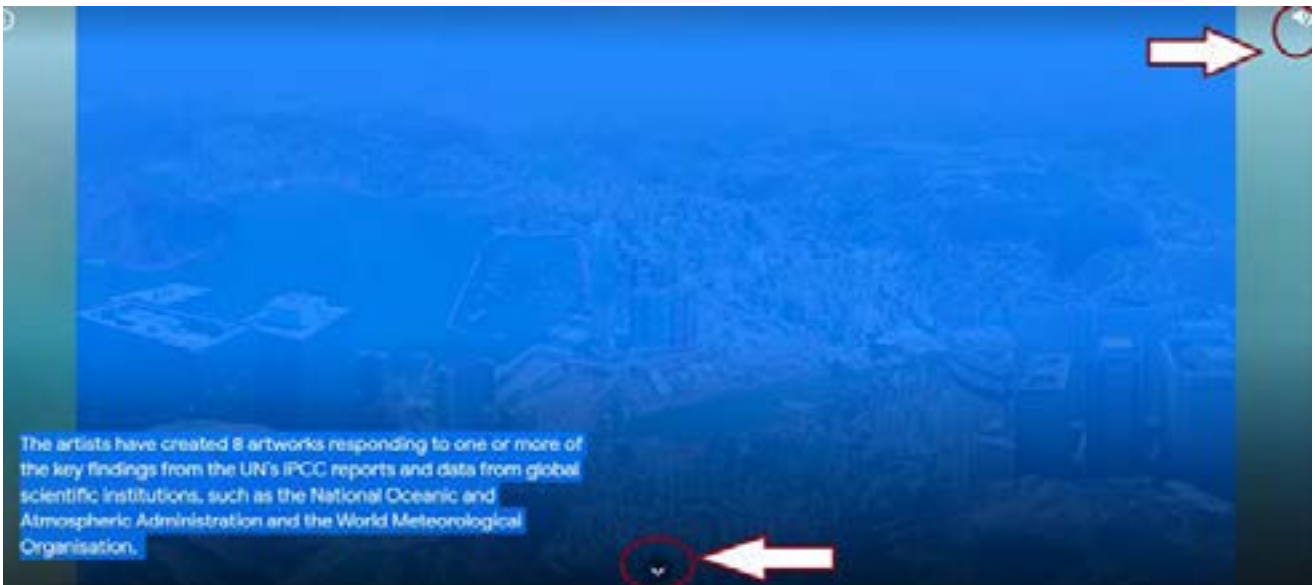 The artists have created 8 artworks responding to one or more of
the key findings from the UN's IPCC reports and data from global
scientific institutions, such as the National Oceanic and
Atmospheric Administration and the World Meteorological
Organisation.